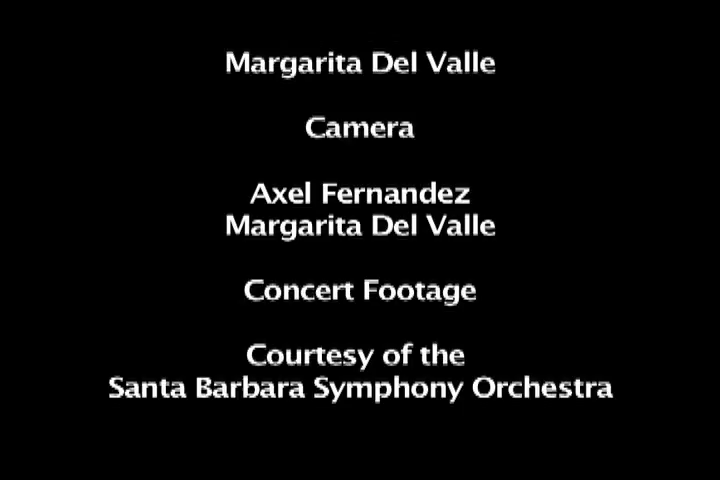 Margarita Del Valle
Camera
Axel Fernandez
Margarita Del Valle
Concert Footage
Courtesy of the
Santa Barbara Symphony Orchestra